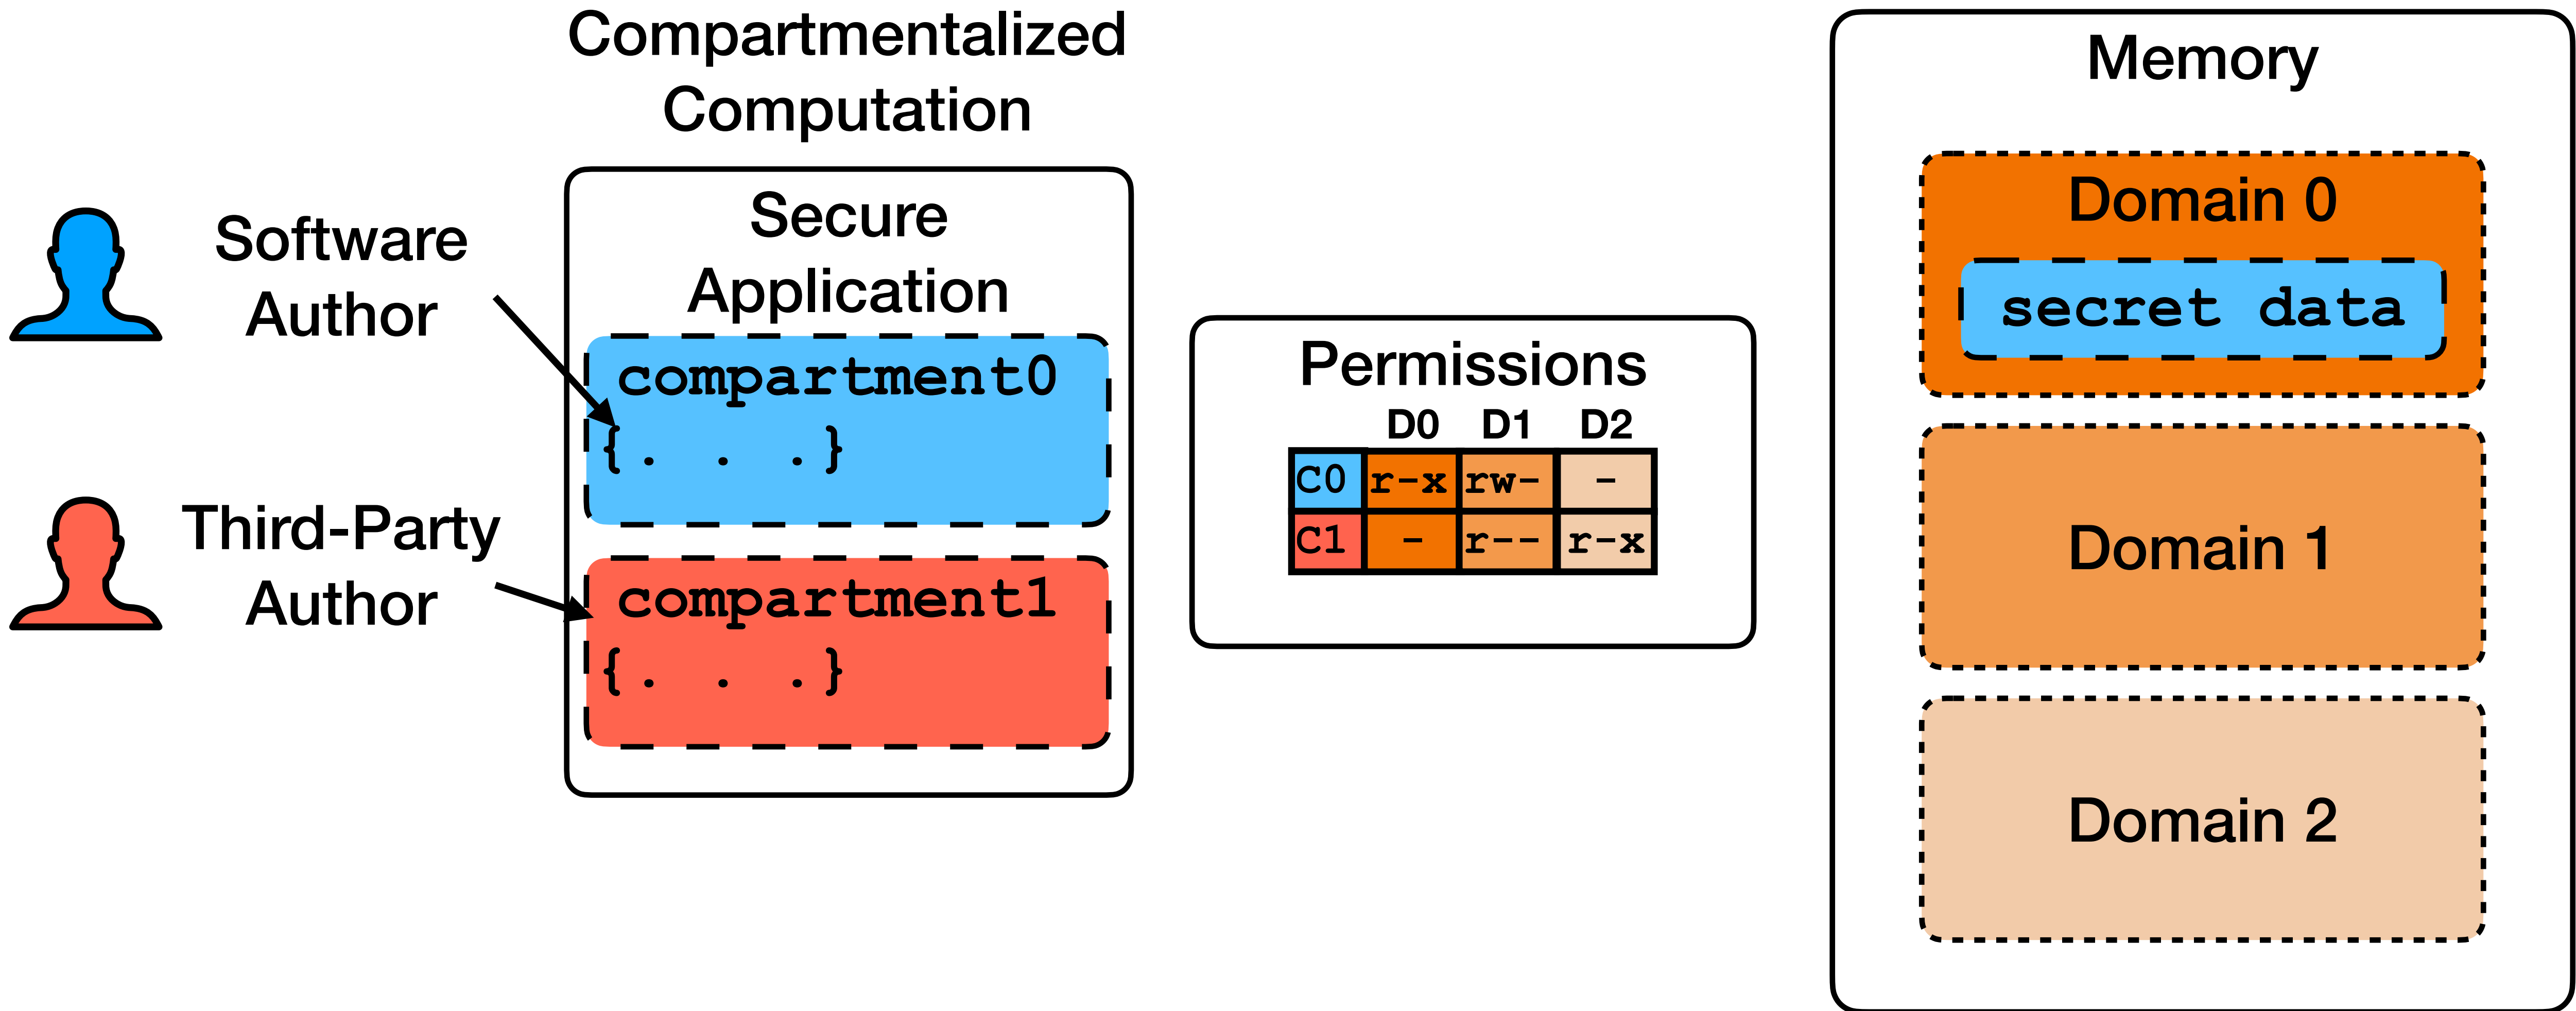 Compartmentalized
Computation
Software
Author
Third-Party
Author
Secure
Application
compartment0
{. . .}
compartment1
{. . .}
Permissions
D0 D1 D2
C0 r-x rw- -
C1 - r-- r-x
Memory
Domain 0
secret data
Domain 1
Domain 2